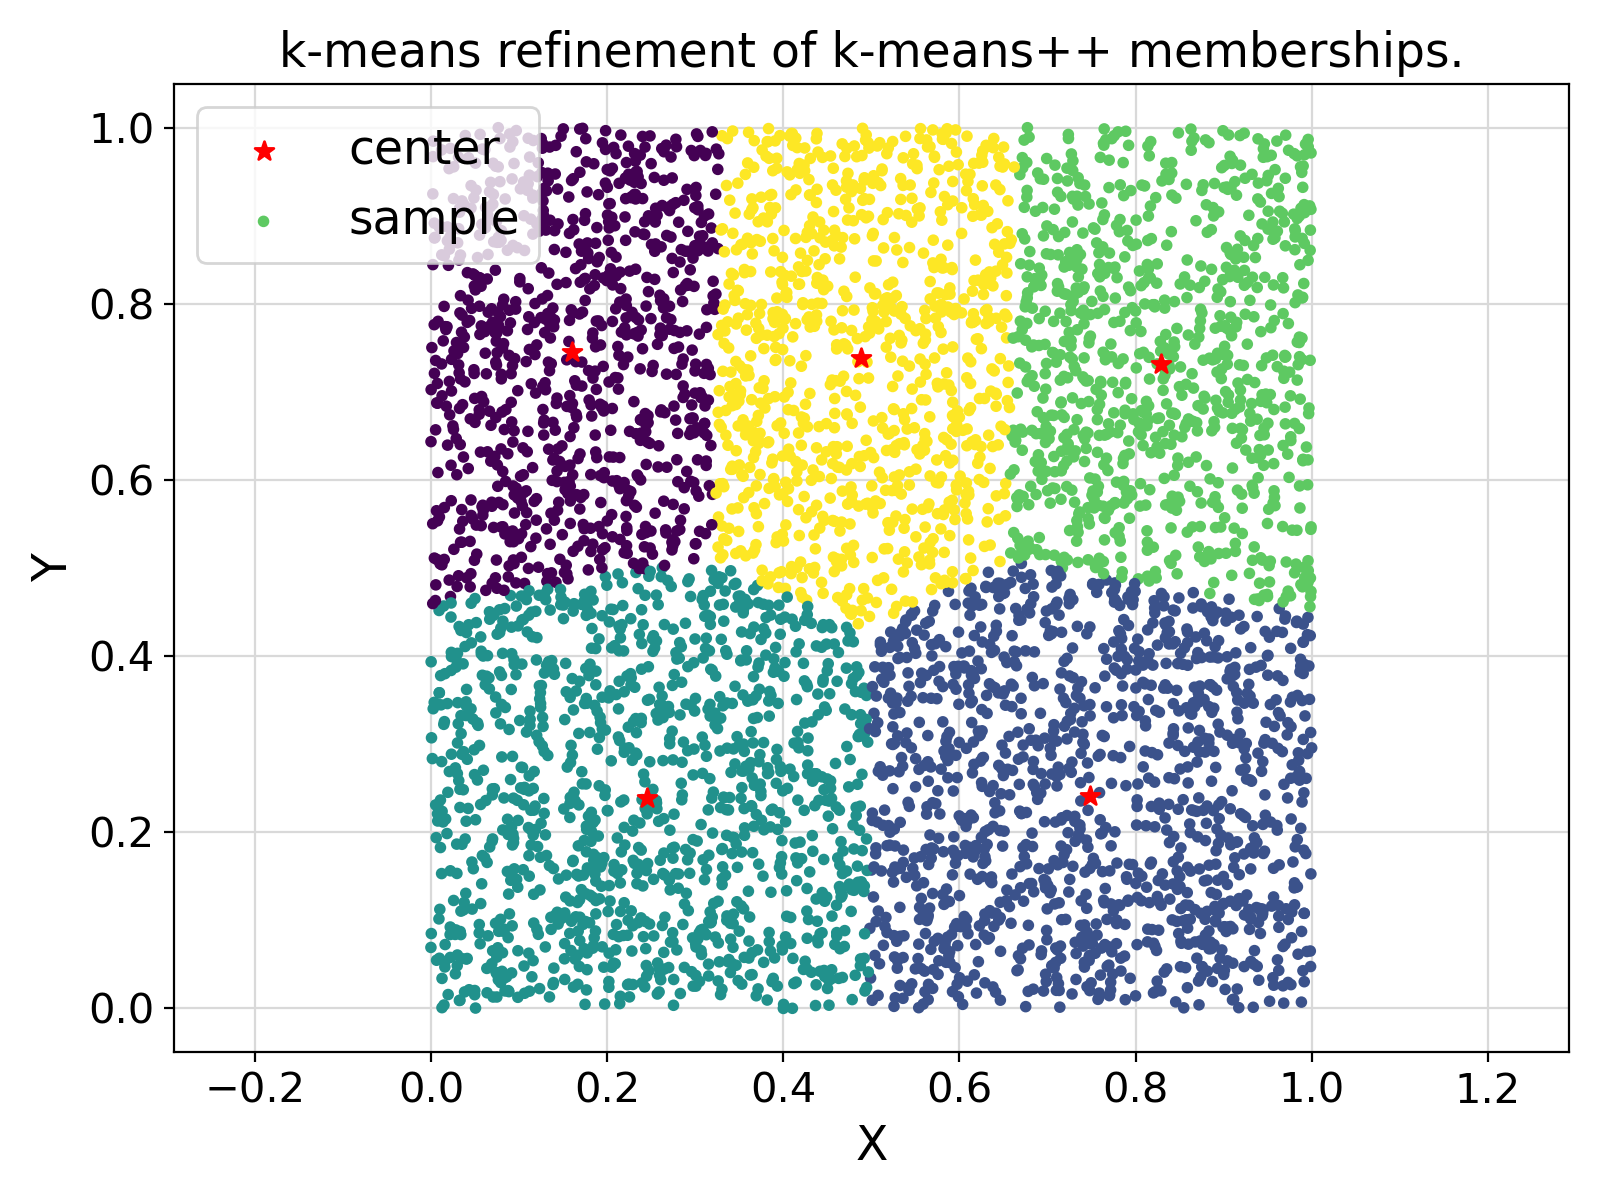 k-means refinement of k-means++ memberships.
center
sample
1.0
0.8
0.6
0.4
0.2
0.0
Y
−0.2 0.0 0.2 0.4 0.6 0.8 1.0 1.2
X